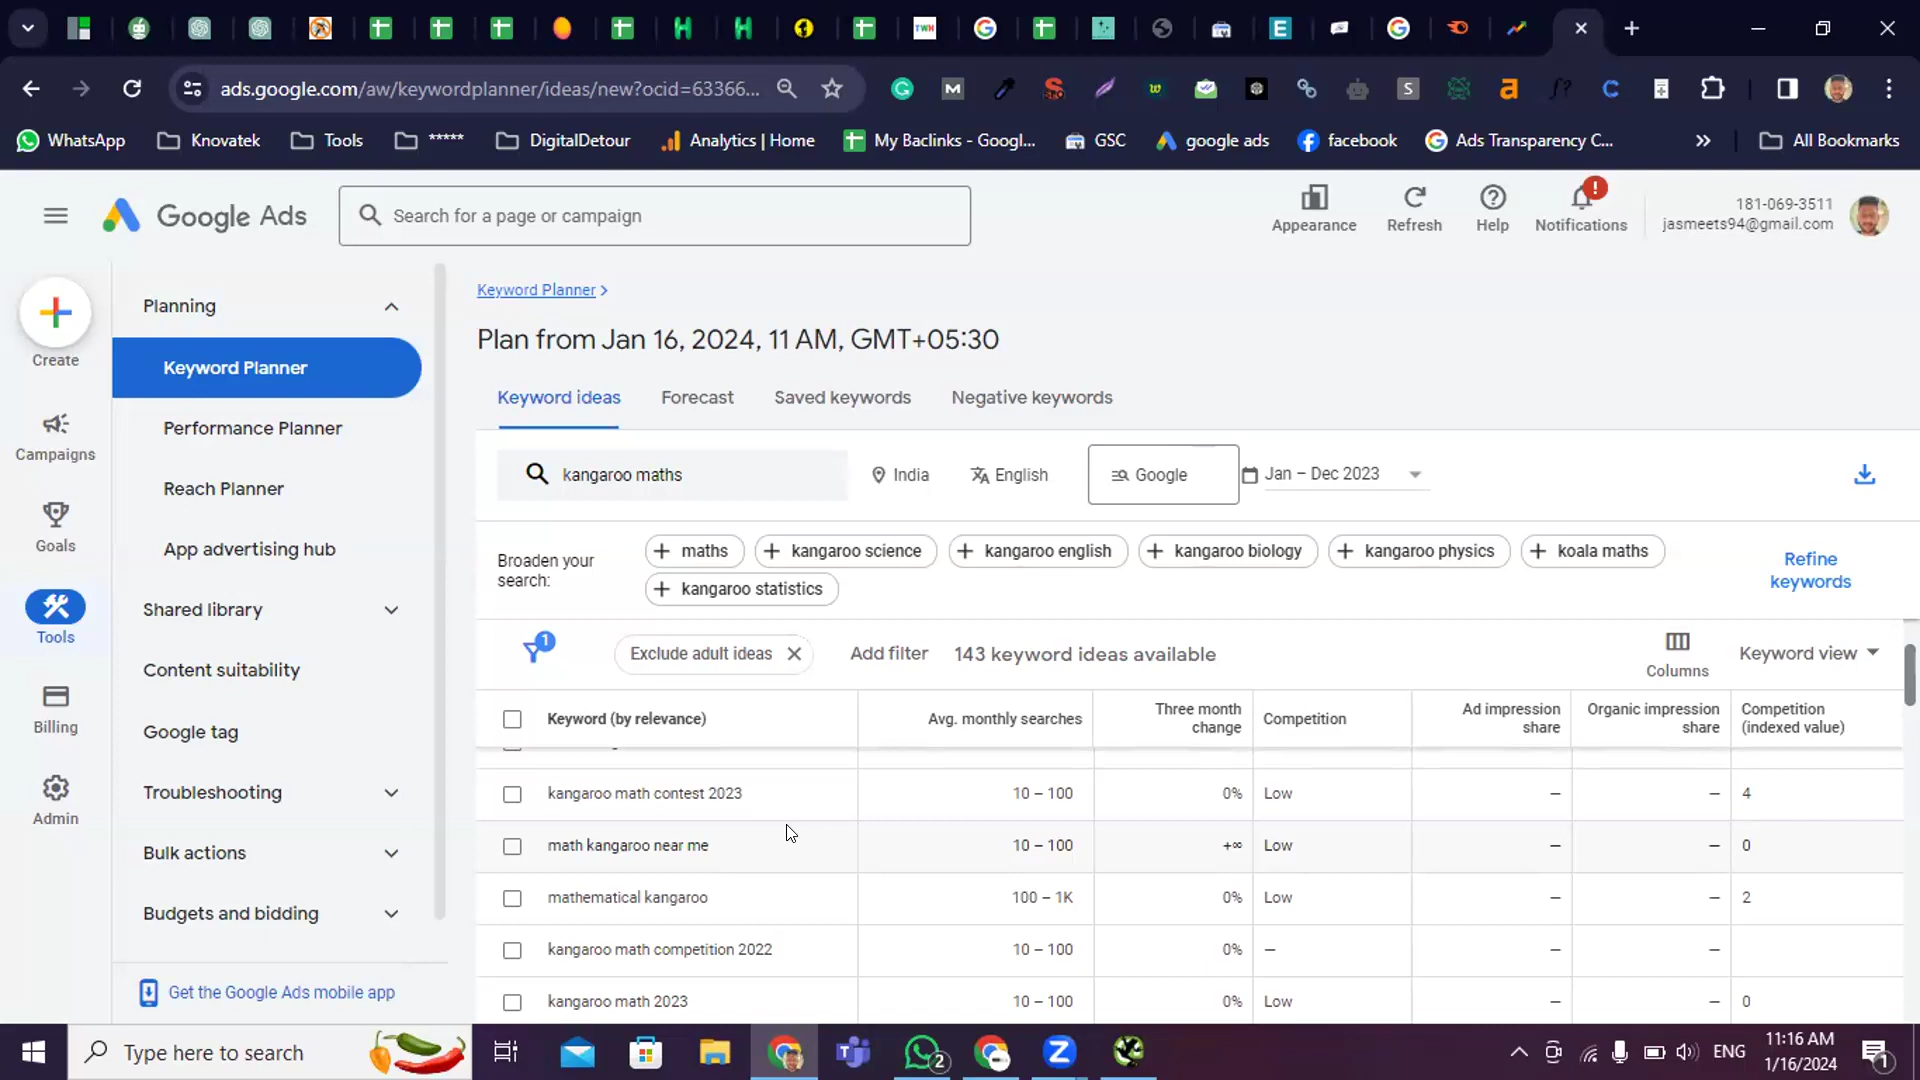 TWN
E
ads.google.com/aw/keywordplanner/ideas/new?ocid=63366...
M
w
S
a
f?
C
WhatsApp
Knovatek
Tools
*****
DigitalDetour
Analytics | Home
My Baclinks - Googl...
GSC
google ads
facebook
Ads Transparency C...
All Bookmarks
Google Ads
Search for a page or campaign
Appearance
Refresh
Help
Notifications
!
181-069-3511
jasmeets94@gmail.com
Create
Campaigns
Goals
Tools
Billing
Admin
Planning
Keyword Planner
Performance Planner
Reach Planner
App advertising hub
Shared library
Content suitability
Google tag
Troubleshooting
Bulk actions
Budgets and bidding
Get the Google Ads mobile app
Keyword Planner
Plan from Jan 16, 2024, 11 AM, GMT+05:30
Keyword ideas
Forecast
Saved keywords
Negative keywords
kangaroo maths
India
English
Google
Jan – Dec 2023
Broaden your
search:
maths
kangaroo science
kangaroo english
kangaroo biology
kangaroo physics
koala maths
kangaroo statistics
Refine
keywords
1
Exclude adult ideas
Add filter
143 keyword ideas available
Columns
Keyword view
Keyword (by relevance)
Avg. monthly searches
Three month
change
Competition
Ad impression
share
Organic impression
share
Competition
(indexed value)
kangaroo math contest 2023 10 – 100 0% Low – – 4
math kangaroo near me 10 – 100 +∞ Low – – 0
mathematical kangaroo 100 – 1K 0% Low – – 2
kangaroo math competition 2022 10 – 100 0% – – –
kangaroo math 2023 10 – 100 0% Low – – 0
Type here to search
2
ENG
11:16 AM
1/16/2024
1